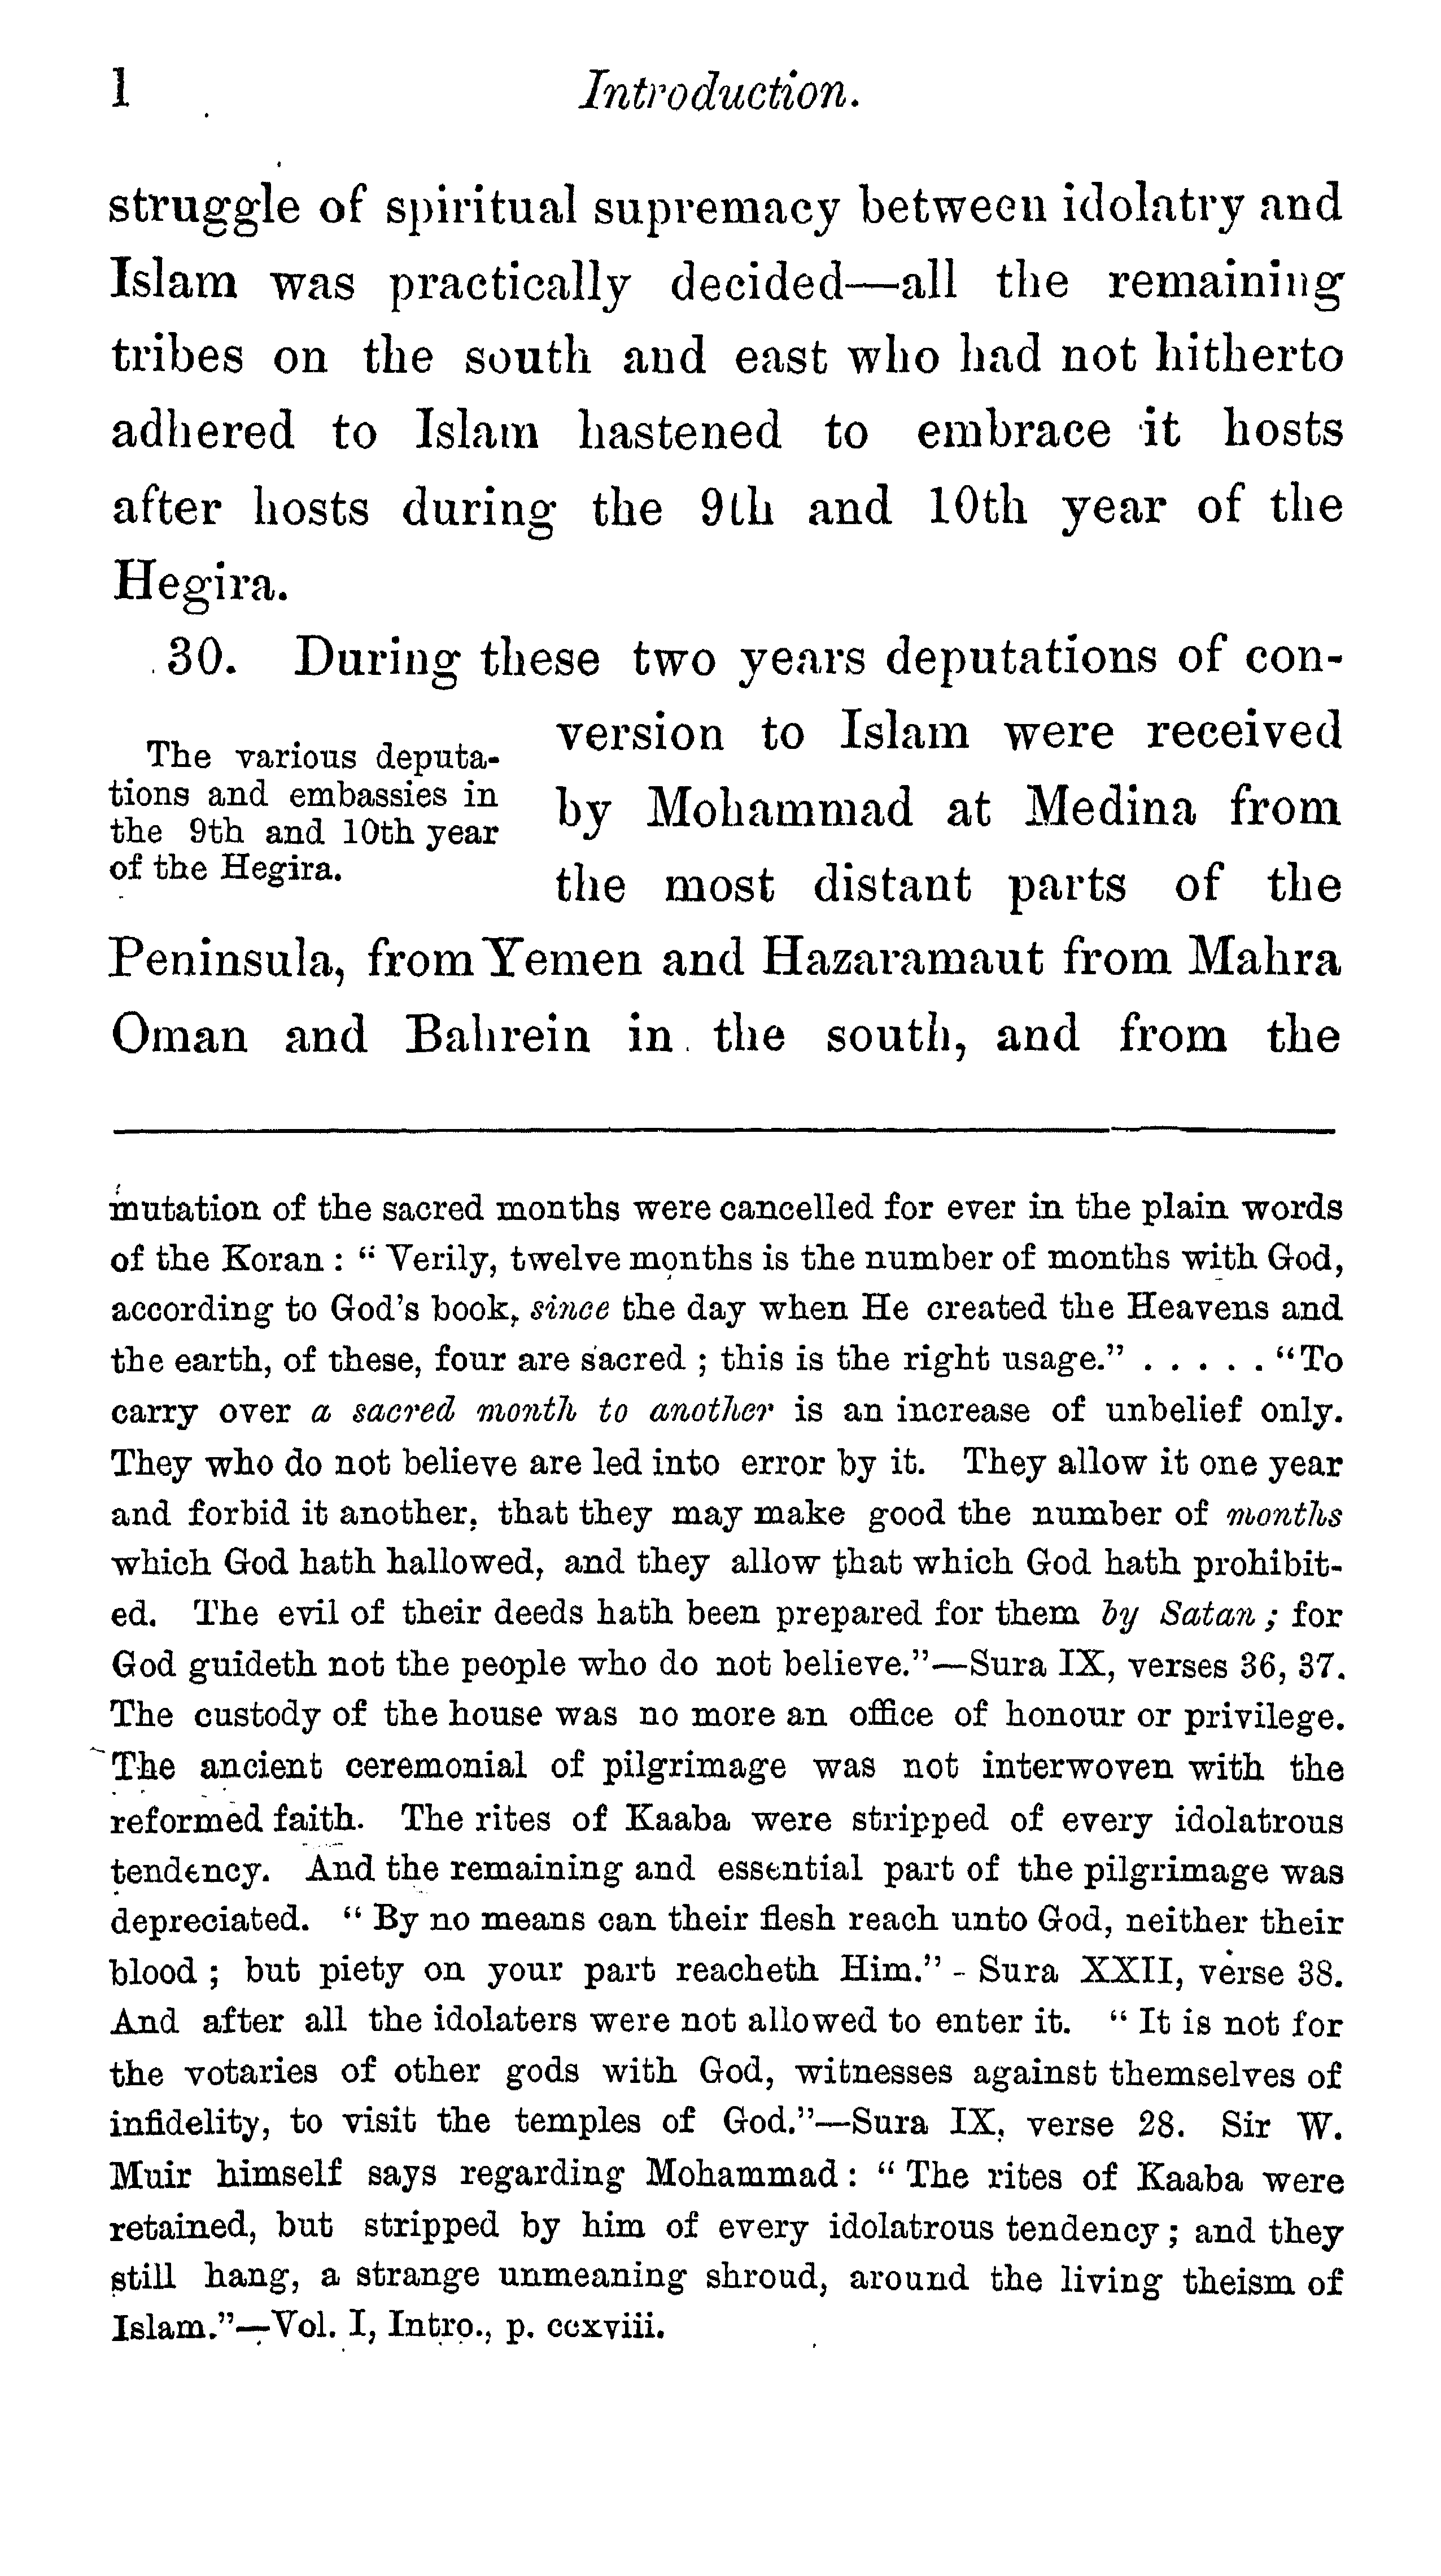 l
Introduction.
struggle of spiritual supremacy between idolatry and
Islam was practically decided—all the remaining
tribes on the south and east who had not hitherto
adhered to Islam hastened to embrace it hosts
after hosts during the 9th and 10th year of the
Hegira.
30. During these two years deputations of con-
The various deputa-
tions and embassies in
the 9th and 10th year
of the Hegira.
version to Islam were received
by Mohammad at Medina from
the most distant parts of the
Peninsula, from Yemen and Hazaramaut from Mahra
Oman and Bahrein in the south, and from the
mutation of the sacred months were cancelled for ever in the plain words
of the Koran : “ Verily, twelve months is the number of months with God,
according to God's book, since the day when He created the Heavens and
the earth, of these, four are sacred ; this is the right usage.” . . . . . “To
carry over a sacred month to another is an increase of unbelief only.
They who do not believe are led into error by it. They allow it one year
and forbid it another, that they may make good the number of months
which God hath hallowed, and they allow that which God hath prohibit-
ed. The evil of their deeds hath been prepared for them by Satan ; for
God guideth not the people who do not believe.”—Sura IX, verses 36, 37.
The custody of the house was no more an office of honour or privilege.
The ancient ceremonial of pilgrimage was not interwoven with the
reformed faith. The rites of Kaaba were stripped of every idolatrous
tendency. And the remaining and essential part of the pilgrimage was
depreciated. “ By no means can their flesh reach unto God, neither their
blood ; but piety on your part reacheth Him.” - Sura XXII, verse 38.
And after all the idolaters were not allowed to enter it. “ It is not for
the votaries of other gods with God, witnesses against themselves of
infidelity, to visit the temples of God.”—Sura IX, verse 28. Sir W.
Muir himself says regarding Mohammad : “ The rites of Kaaba were
retained, but stripped by him of every idolatrous tendency ; and they
still hang, a strange unmeaning shroud, around the living theism of
Islam.”—Vol. I, Intro., p. ccxviii.